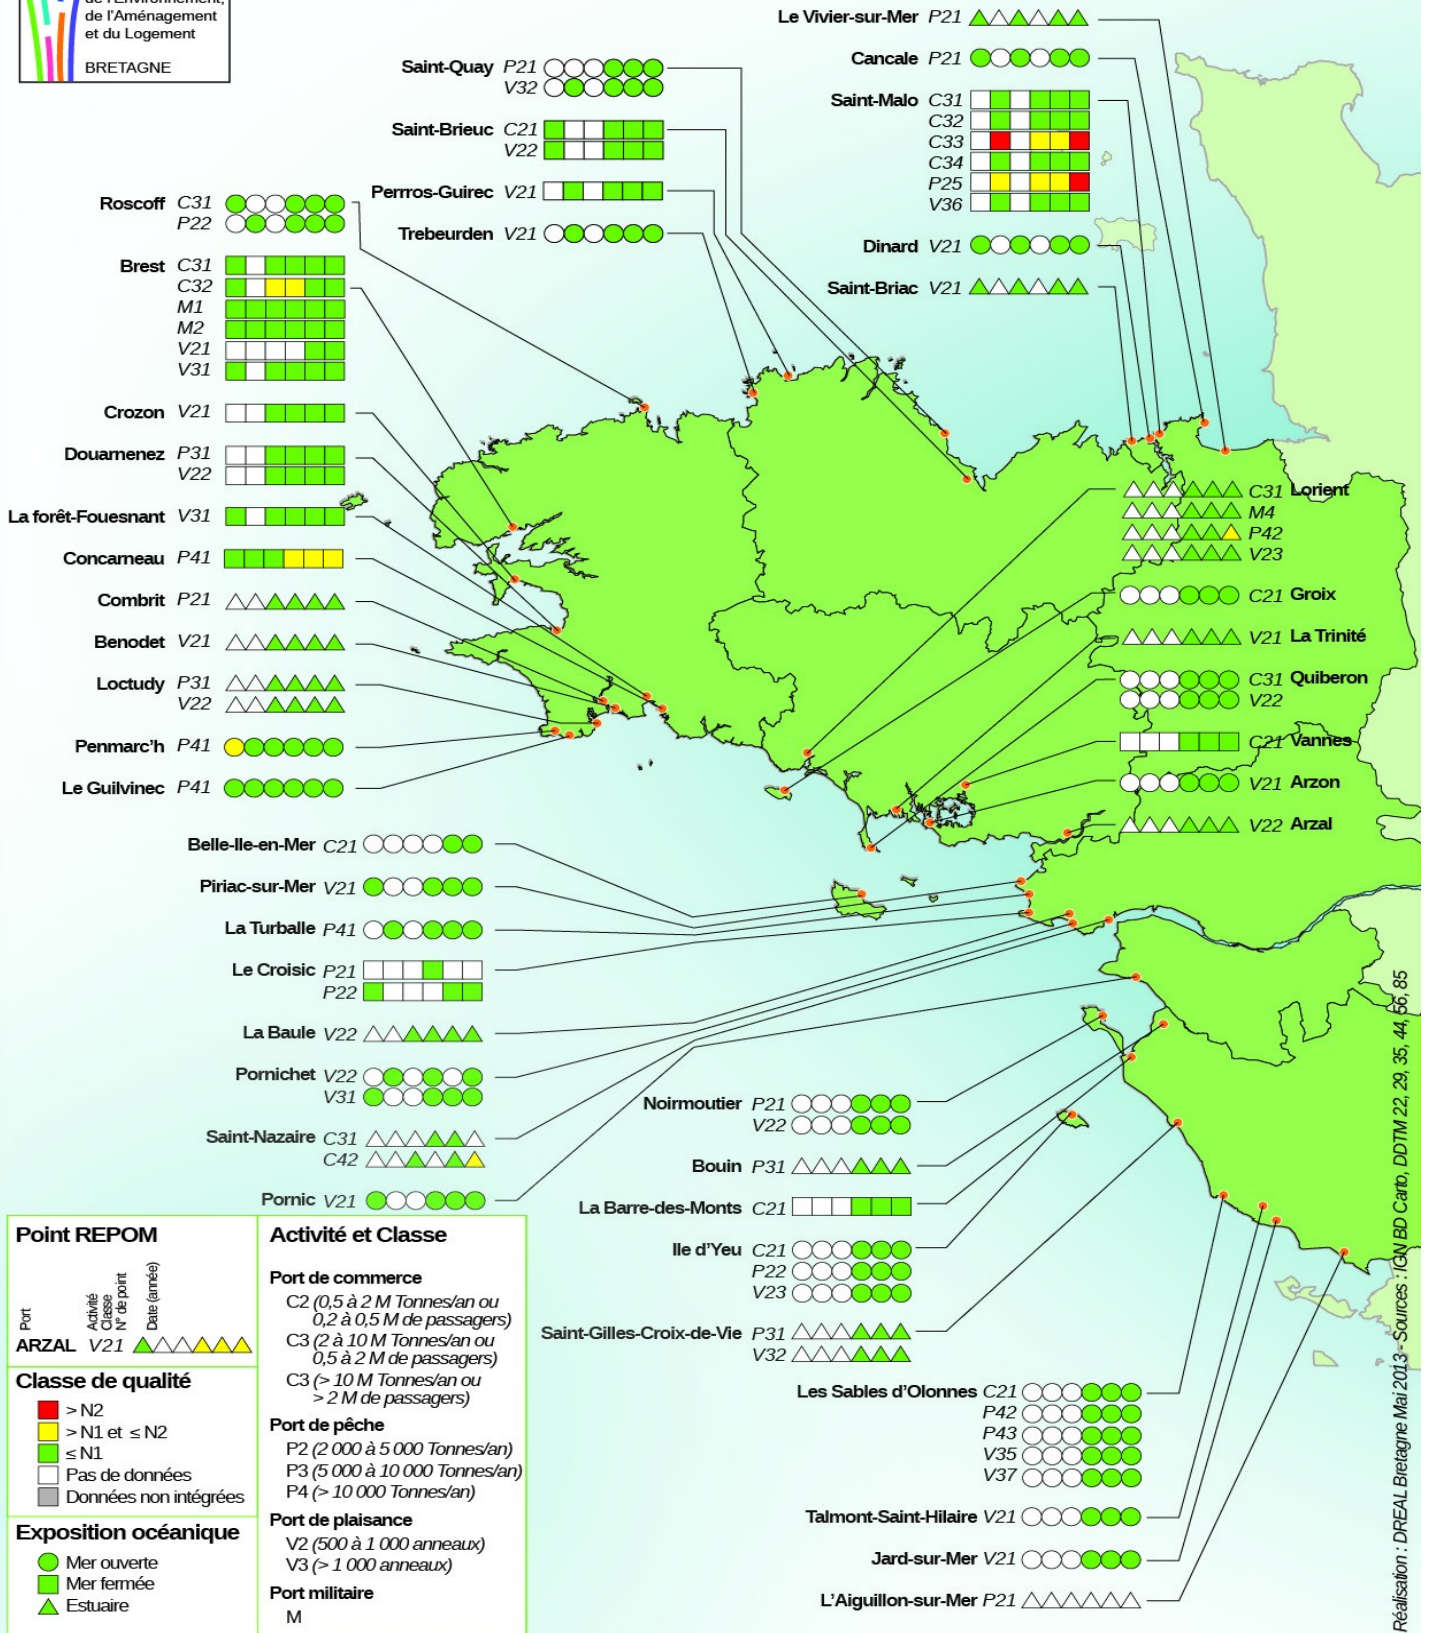 de l'Environnement,
de l'Aménagement
et du Logement
BRETAGNE
Le Vivier-sur-Mer P21
Cancale P21
Saint-Malo C31
C32
C33
C34
P25
V36
Dinard V21
Saint-Briac V21
Saint-Quay P21
V32
Saint-Brieuc C21
V22
Perrros-Guirec V21
Trebeurden V21
Roscoff C31
P22
Brest C31
C32
M1
M2
V21
V31
Crozon V21
Douarnenez P31
V22
La forêt-Fouesnant V31
Concarneau P41
Combrit P21
Benodet V21
Loctudy P31
V22
Penmarc'h P41
Le Guilvinec P41
C31 Lorient
M4
P42
V23
C21 Groix
V21 La Trinité
C31 Quiberon
V22
C21 Vannes
V21 Arzon
V22 Arzal
Belle-Ile-en-Mer C21
Piriac-sur-Mer V21
La Turballe P41
Le Croisic P21
P22
La Baule V22
Pornichet V22
V31
Saint-Nazaire C31
C42
Pornic V21
Noirmoutier P21
V22
Bouin P31
La Barre-des-Monts C21
Ile d'Yeu C21
P22
V23
Saint-Gilles-Croix-de-Vie P31
V32
Les Sables d'Olonnes C21
P42
P43
V35
V37
Talmont-Saint-Hilaire V21
Jard-sur-Mer V21
L'Aiguillon-sur-Mer P21
Point REPOM
Port
Activité
Classe
N° de point
Date (année)
ARZAL V21
Classe de qualité
> N2
> N1 et ≤ N2
≤ N1
Pas de données
Données non intégrées
Exposition océanique
Mer ouverte
Mer fermée
Estuaire
Activité et Classe
Port de commerce
C2 (0,5 à 2 M Tonnes/an ou
0,2 à 0,5 M de passagers)
C3 (2 à 10 M Tonnes/an ou
0,5 à 2 M de passagers)
C3 (> 10 M Tonnes/an ou
> 2 M de passagers)
Port de pêche
P2 (2 000 à 5 000 Tonnes/an)
P3 (5 000 à 10 000 Tonnes/an)
P4 (> 10 000 Tonnes/an)
Port de plaisance
V2 (500 à 1 000 anneaux)
V3 (> 1 000 anneaux)
Port militaire
M
Réalisation : DREAL Bretagne Mai 2013 - Sources : IGN BD Carto, DDTM 22, 29, 35, 44, 56, 85